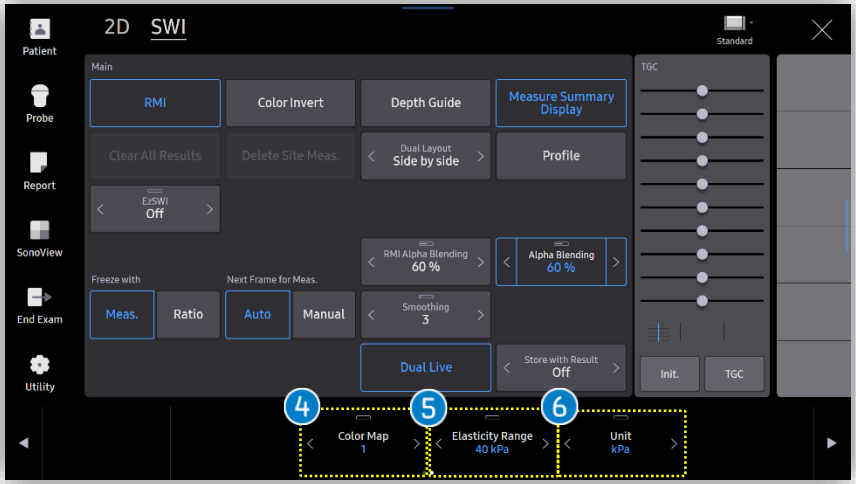 2D SWI
Standard
Patient
Probe
Report
SonoView
End Exam
Utility
Main
RMI
Color Invert
Depth Guide
Measure Summary
Display
Clear All Results
Delete Site Meas.
Dual Layout
Side by side
Profile
EzSWI
Off
RMI Alpha Blending
60 %
Alpha Blending
60 %
Freeze with
Meas.
Ratio
Next Frame for Meas.
Auto
Manual
Smoothing
3
Dual Live
Store with Result
Off
TGC
Init.
TGC
4
Color Map
1
5
Elasticity Range
40 kPa
6
Unit
kPa